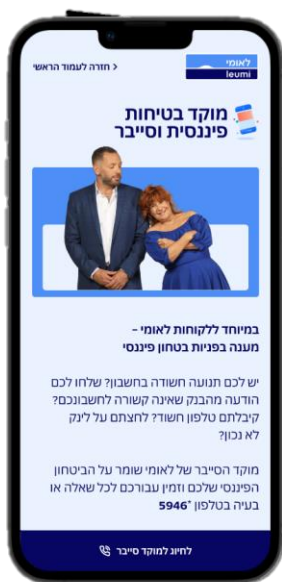 לאומי
leumi
< חזרה לעמוד הראשי
מוקד בטיחות
פיננסית וסייבר
במיוחד ללקוחות לאומי –
מענה בפניות בטחון פיננסי
יש לכם תנועה חשודה בחשבון? שלחו לכם
הודעה מהבנק שאינה קשורה לחשבונכם?
קיבלתם טלפון חשוד? לחצתם על לינק
לא נכון?
מוקד הסייבר של לאומי שומר על הביטחון
הפיננסי שלכם וזמין עבורכם לכל שאלה או
בעיה בטלפון *5946
לחיוג למוקד סייבר